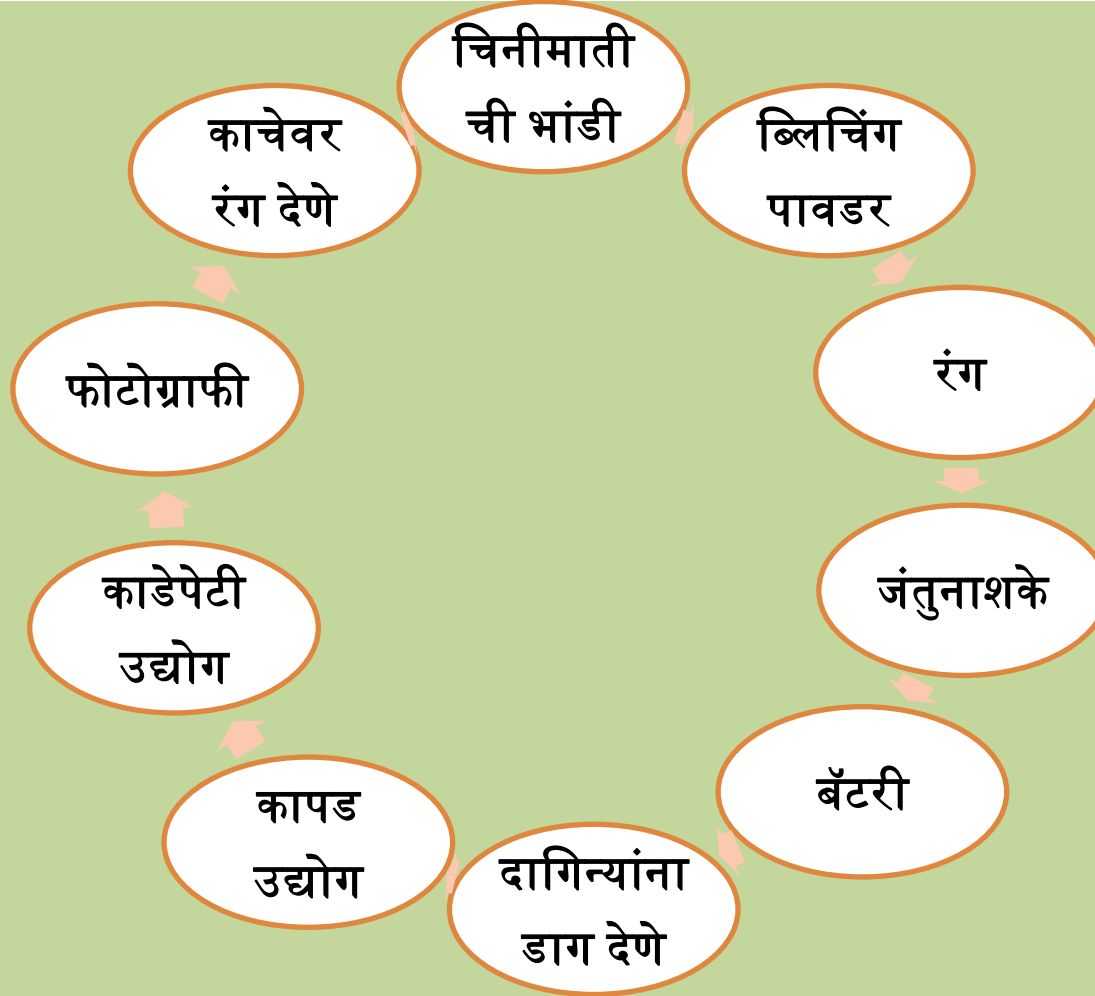 चिनीमाती
ची भांडी
ब्लिचिंग
पावडर
रंग
जंतुनाशके
बॅटरी
दागिन्यांना
डाग देणे
कापड
उद्योग
काडेपेटी
उद्योग
फोटोग्राफी
काचेवर
रंग देणे